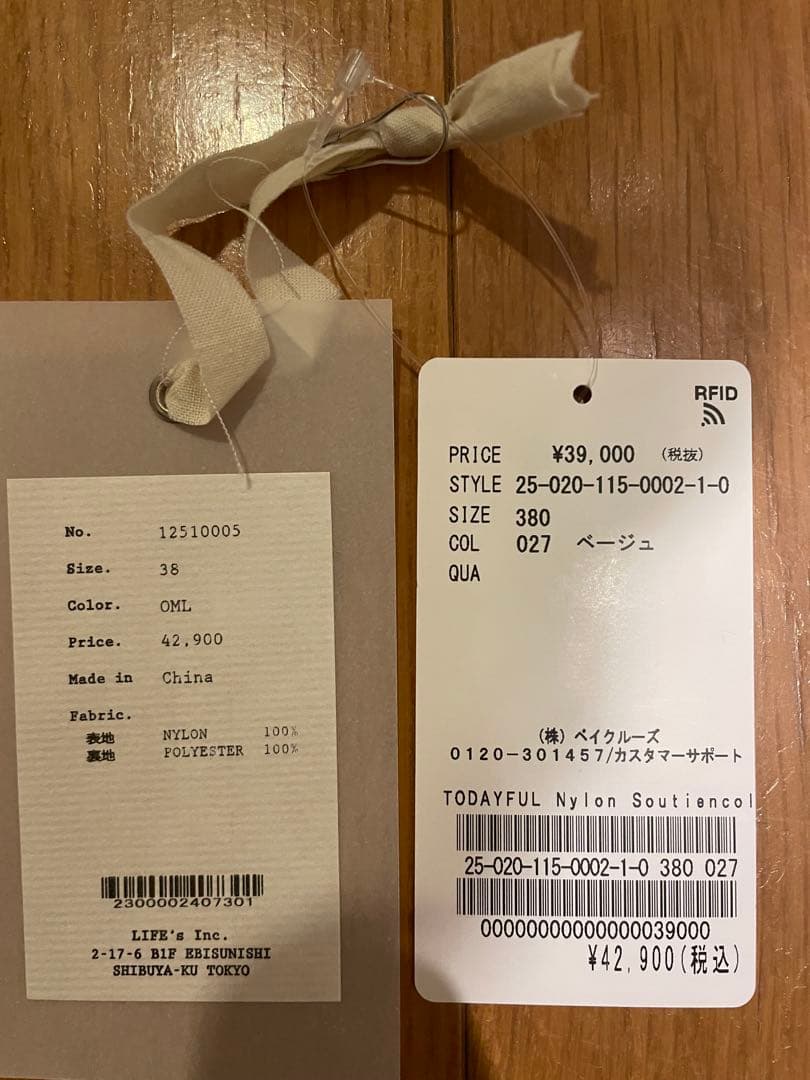 No. 12510005
Size. 38
Color. OML
Price. 42,900
Made in China
Fabric.
表地 NYLON 100%
裏地 POLYESTER 100%
2300002407301
LIFE's Inc.
2-17-6 B1F EBISUNISHI
SHIBUYA-KU TOKYO
RFID
PRICE ¥39,000 (税抜)
STYLE 25-020-115-0002-1-0
SIZE 380
COL 027 ベージュ
QUA
(株) ベイクルーズ
0120-301457/カスタマーサポート
TODAYFUL Nylon Soutiencol
25-020-115-0002-1-0 380 027
00000000000000039000
¥42,900(税込)